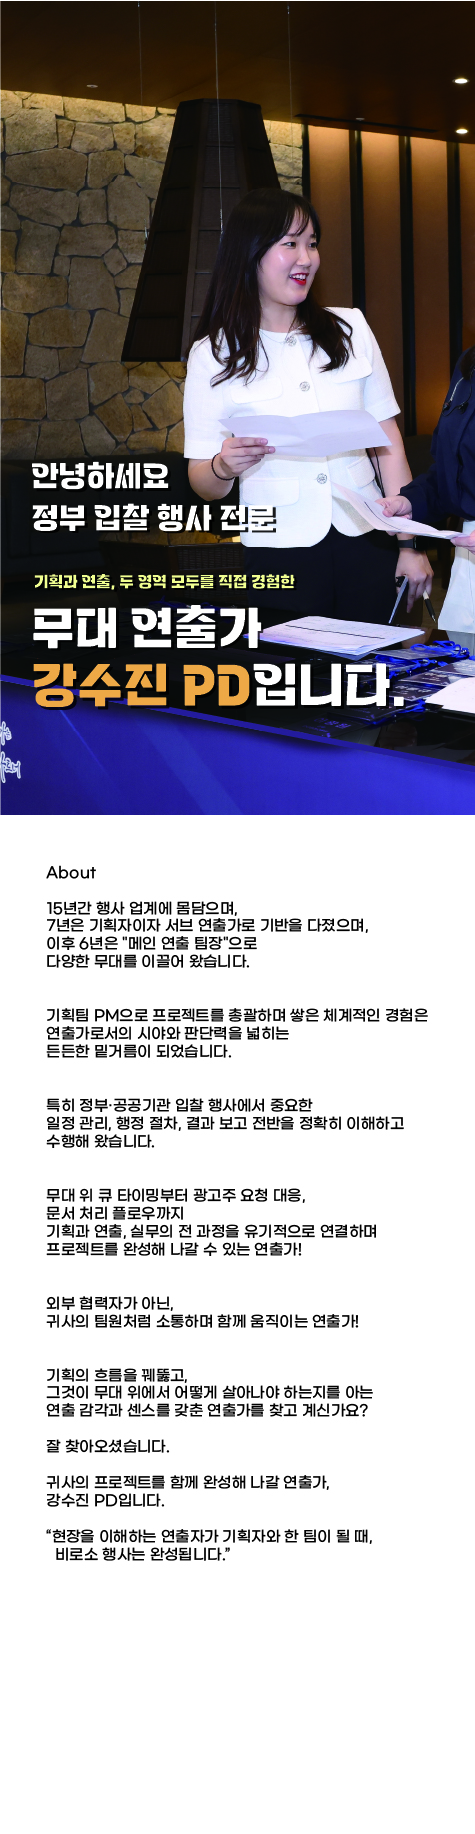 안녕하세요
정부 입찰 행사 전문
기획과 연출, 두 영역 모두를 직접 경험한
무대 연출가
강수진 PD입니다.
About
15년간 행사 업계에 몸담으며,
7년은 기획자이자 서브 연출가로 기반을 다졌으며,
이후 6년은 "메인 연출 팀장"으로
다양한 무대를 이끌어 왔습니다.
기획팀 PM으로 프로젝트를 총괄하며 쌓은 체계적인 경험은
연출가로서의 시야와 판단력을 넓히는
든든한 밑거름이 되었습니다.
특히 정부·공공기관 입찰 행사에서 중요한
일정 관리, 행정 절차, 결과 보고 전반을 정확히 이해하고
수행해 왔습니다.
무대 위 큐 타이밍부터 광고주 요청 대응,
문서 처리 플로우까지
기획과 연출, 실무의 전 과정을 유기적으로 연결하며
프로젝트를 완성해 나갈 수 있는 연출가!
외부 협력자가 아닌,
귀사의 팀원처럼 소통하며 함께 움직이는 연출가!
기획의 흐름을 꿰뚫고,
그것이 무대 위에서 어떻게 살아나야 하는지를 아는
연출 감각과 센스를 갖춘 연출가를 찾고 계신가요?
잘 찾아오셨습니다.
귀사의 프로젝트를 함께 완성해 나갈 연출가,
강수진 PD입니다.
“현장을 이해하는 연출자가 기획자와 한 팀이 될 때,
비로소 행사는 완성됩니다.”